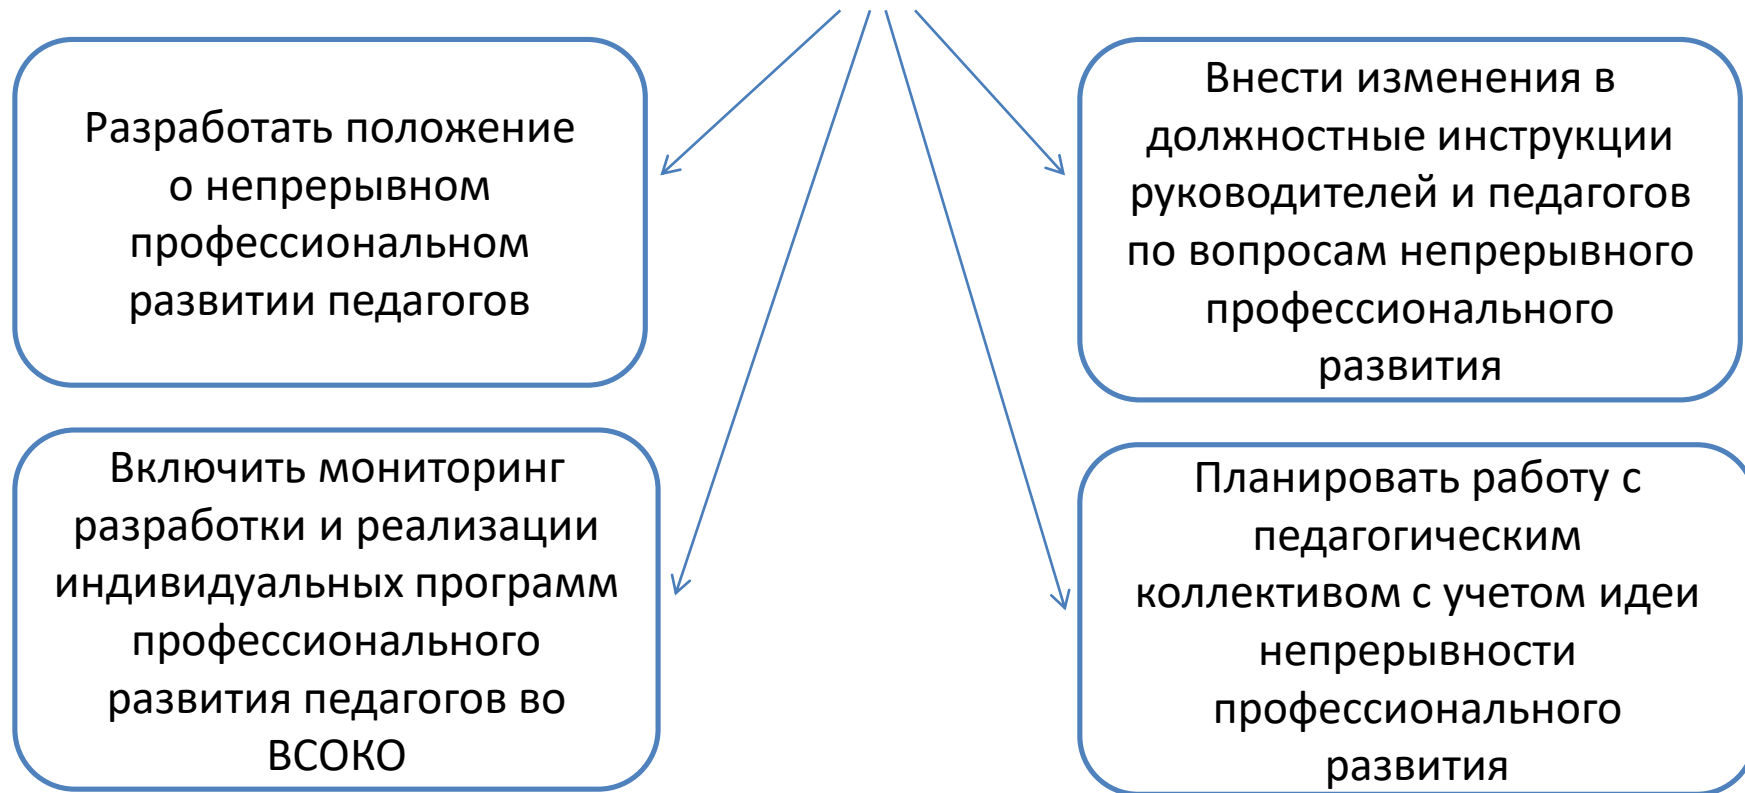 Разработать положение
о непрерывном
профессиональном
развитии педагогов
Внести изменения в
должностные инструкции
руководителей и педагогов
по вопросам непрерывного
профессионального
развития
Включить мониторинг
разработки и реализации
индивидуальных программ
профессионального
развития педагогов во
ВСОКО
Планировать работу с
педагогическим
коллективом с учетом идеи
непрерывности
профессионального
развития